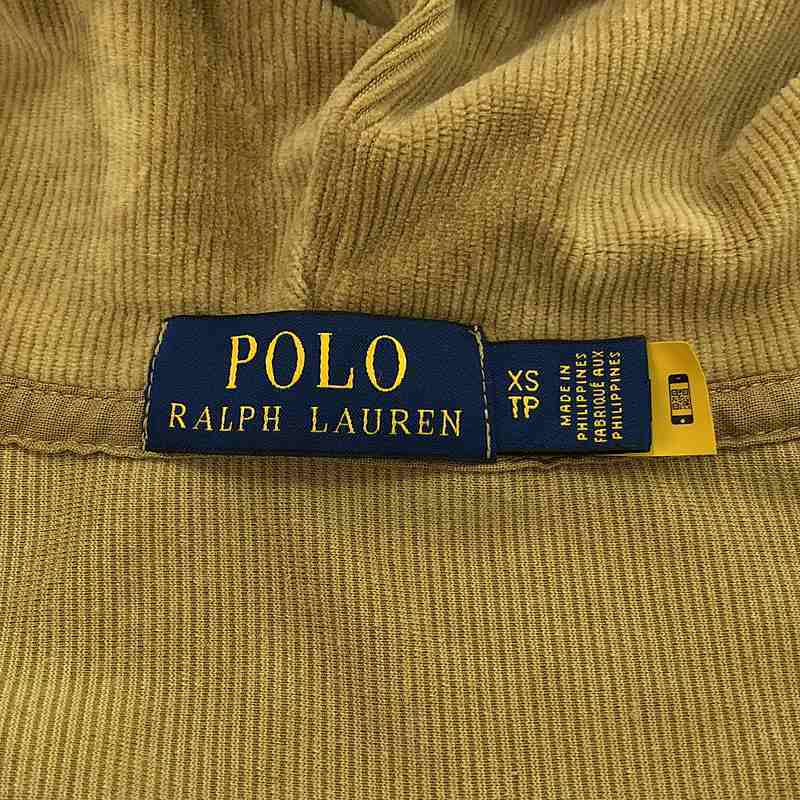 POLO
RALPH LAUREN
XS
TP
MADE IN
PHILIPPINES
FABRIQUÉ AUX
PHILIPPINES